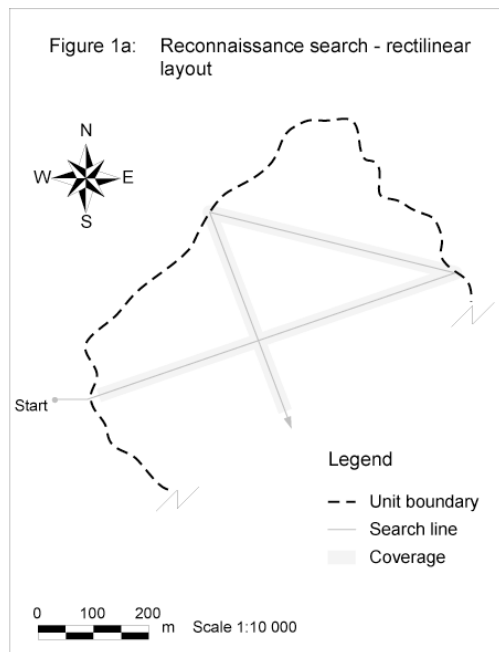 Figure 1a: Reconnaissance search - rectilinear
layout
N
W E
S
Start
Legend
Unit boundary
Search line
Coverage
0 100 200
m Scale 1:10 000